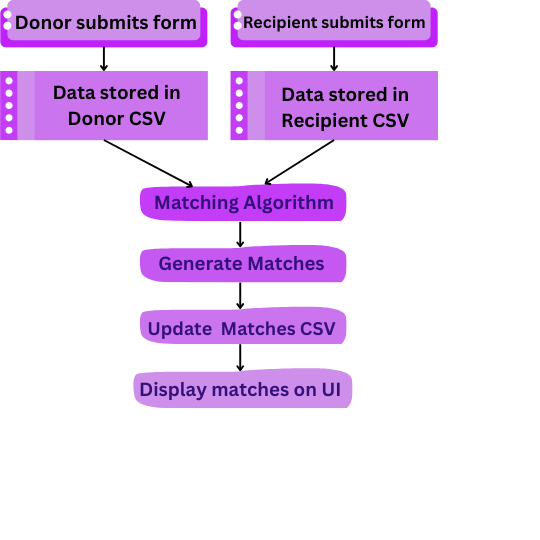 Donor submits form
Recipient submits form
Data stored in
Donor CSV
Data stored in
Recipient CSV
Matching Algorithm
Generate Matches
Update  Matches CSV
Display matches on UI